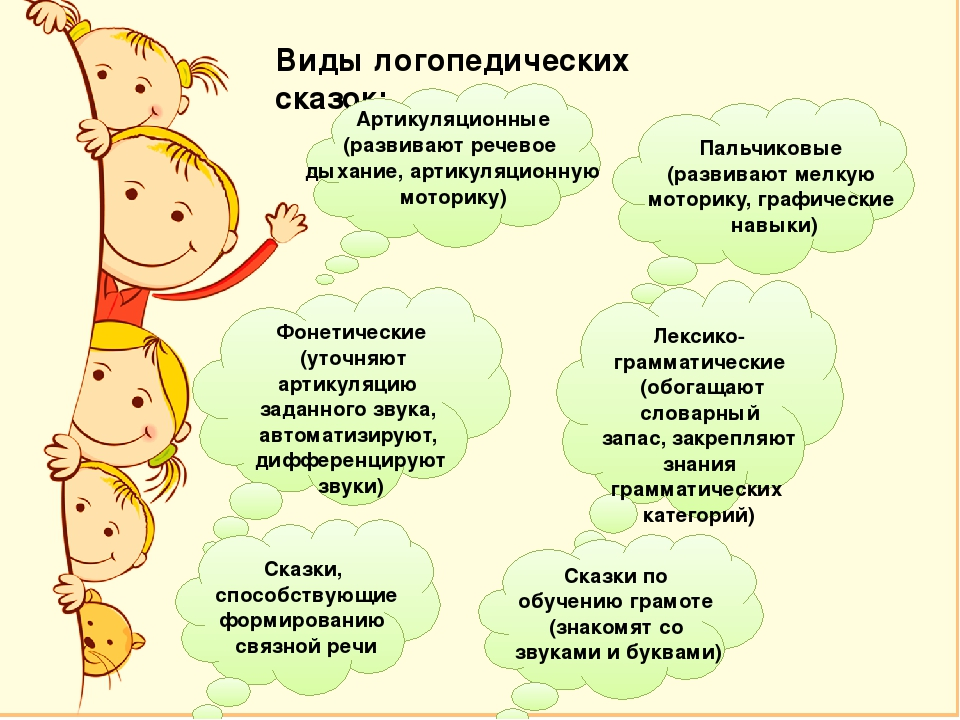 Виды логопедических
сказок:
Артикуляционные
(развивают речевое
дыхание, артикуляционную
моторику)
Пальчиковые
(развивают мелкую
моторику, графические
навыки)
Фонетические
(уточняют
артикуляцию
заданного звука,
автоматизируют,
дифференцируют
звуки)
Лексико-
грамматические
(обогащают
словарный
запас, закрепляют
знания
грамматических
категорий)
Сказки,
способствующие
формированию
связной речи
Сказки по
обучению грамоте
(знакомят со
звуками и буквами)